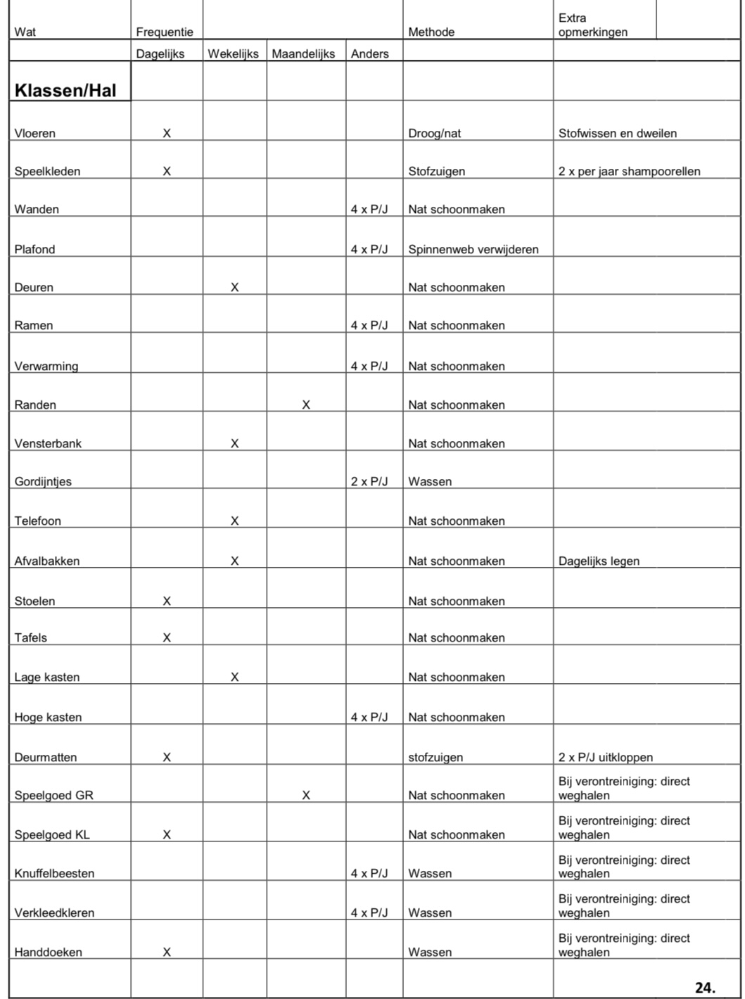 Wat Frequentie Methode Extra opmerkingen
Dagelijks Wekelijks Maandelijks Anders
Klassen/Hal
Vloeren X Droog/nat Stofwissen en dweilen
Speelkleden X Stofzuigen 2 x per jaar shampoorellen
Wanden 4 x P/J Nat schoonmaken
Plafond 4 x P/J Spinnenweb verwijderen
Deuren X Nat schoonmaken
Ramen 4 x P/J Nat schoonmaken
Verwarming 4 x P/J Nat schoonmaken
Randen X Nat schoonmaken
Vensterbank X Nat schoonmaken
Gordijntjes 2 x P/J Wassen
Telefoon X Nat schoonmaken
Afvalbakken X Nat schoonmaken Dagelijks legen
Stoelen X Nat schoonmaken
Tafels X Nat schoonmaken
Lage kasten X Nat schoonmaken
Hoge kasten 4 x P/J Nat schoonmaken
Deurmatten X stofzuigen 2 x P/J uitkloppen
Speelgoed GR X Nat schoonmaken Bij verontreiniging: direct weghalen
Speelgoed KL X Nat schoonmaken Bij verontreiniging: direct weghalen
Knuffelbeesten 4 x P/J Wassen Bij verontreiniging: direct weghalen
Verkleedkleren 4 x P/J Wassen Bij verontreiniging: direct weghalen
Handdoeken X Wassen Bij verontreiniging: direct weghalen
24.